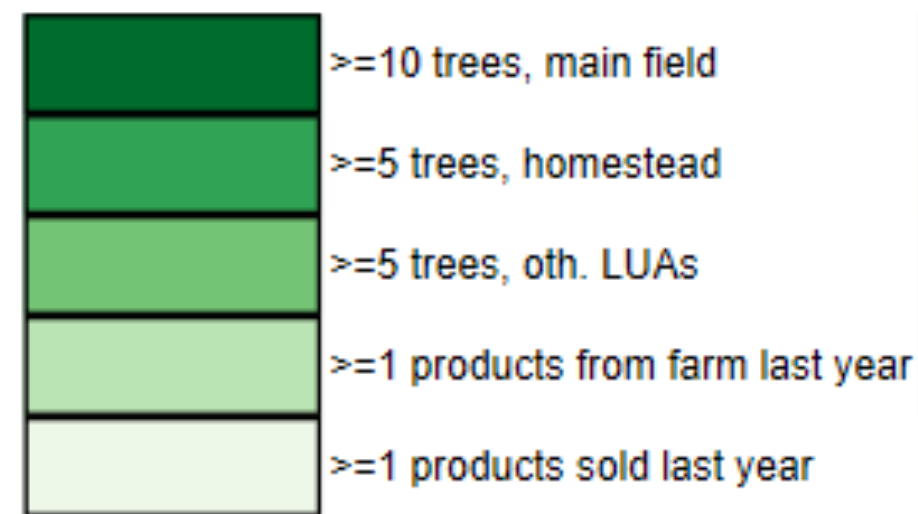 >=10 trees, main field
>=5 trees, homestead
>=5 trees, oth. LUAs
>=1 products from farm last year
>=1 products sold last year